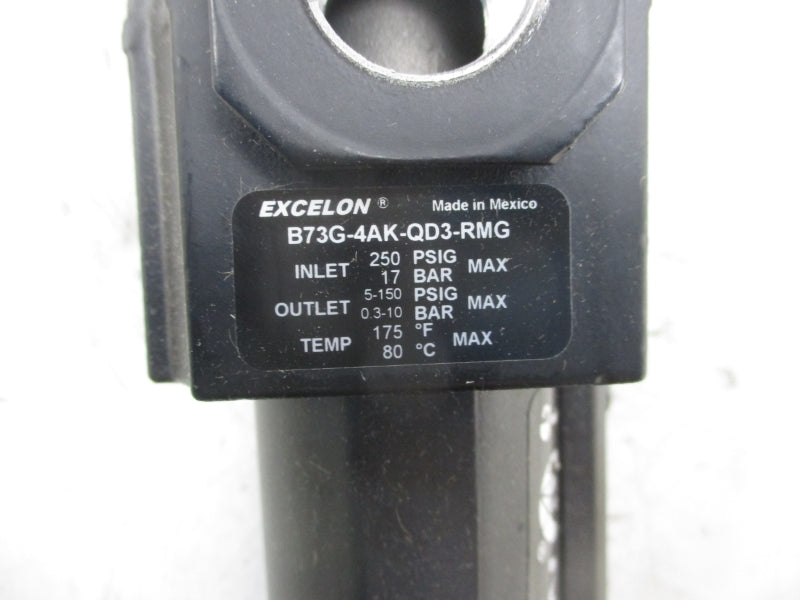 EXCELON ® Made in Mexico
B73G-4AK-QD3-RMG
INLET 250 PSIG MAX
17 BAR
OUTLET 5-150 PSIG MAX
0.3-10 BAR
TEMP 175 °F MAX
80 °C